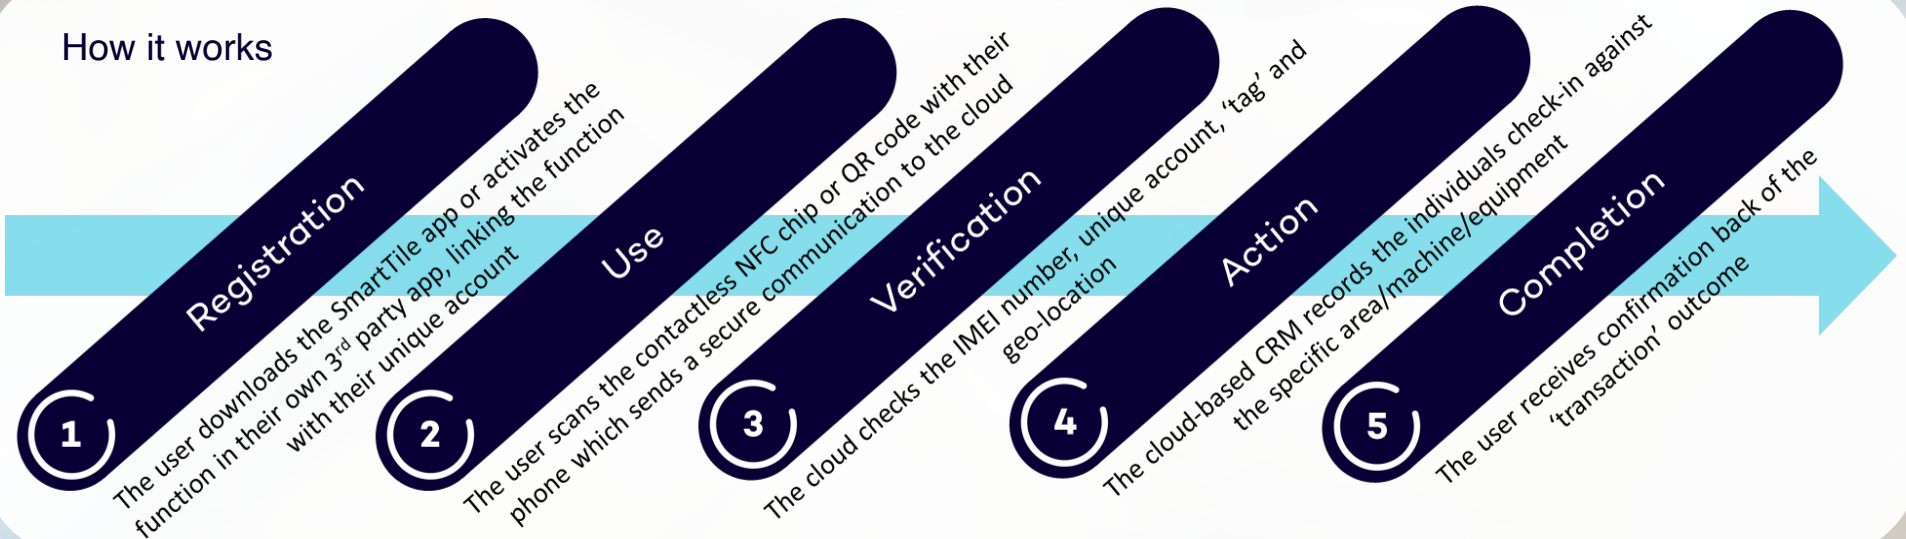 How it works
1
Registration
The user downloads the SmartTile app or activates the
function in their own 3rd party app, linking the function
with their unique account
2
Use
The user scans the contactless NFC chip or QR code with their
phone which sends a secure communication to the cloud
3
Verification
The cloud checks the IMEI number, unique account, ‘tag’ and
geo-location
4
Action
The cloud-based CRM records the individuals check-in against
the specific area/machine/equipment
5
Completion
The user receives confirmation back of the
‘transaction’ outcome